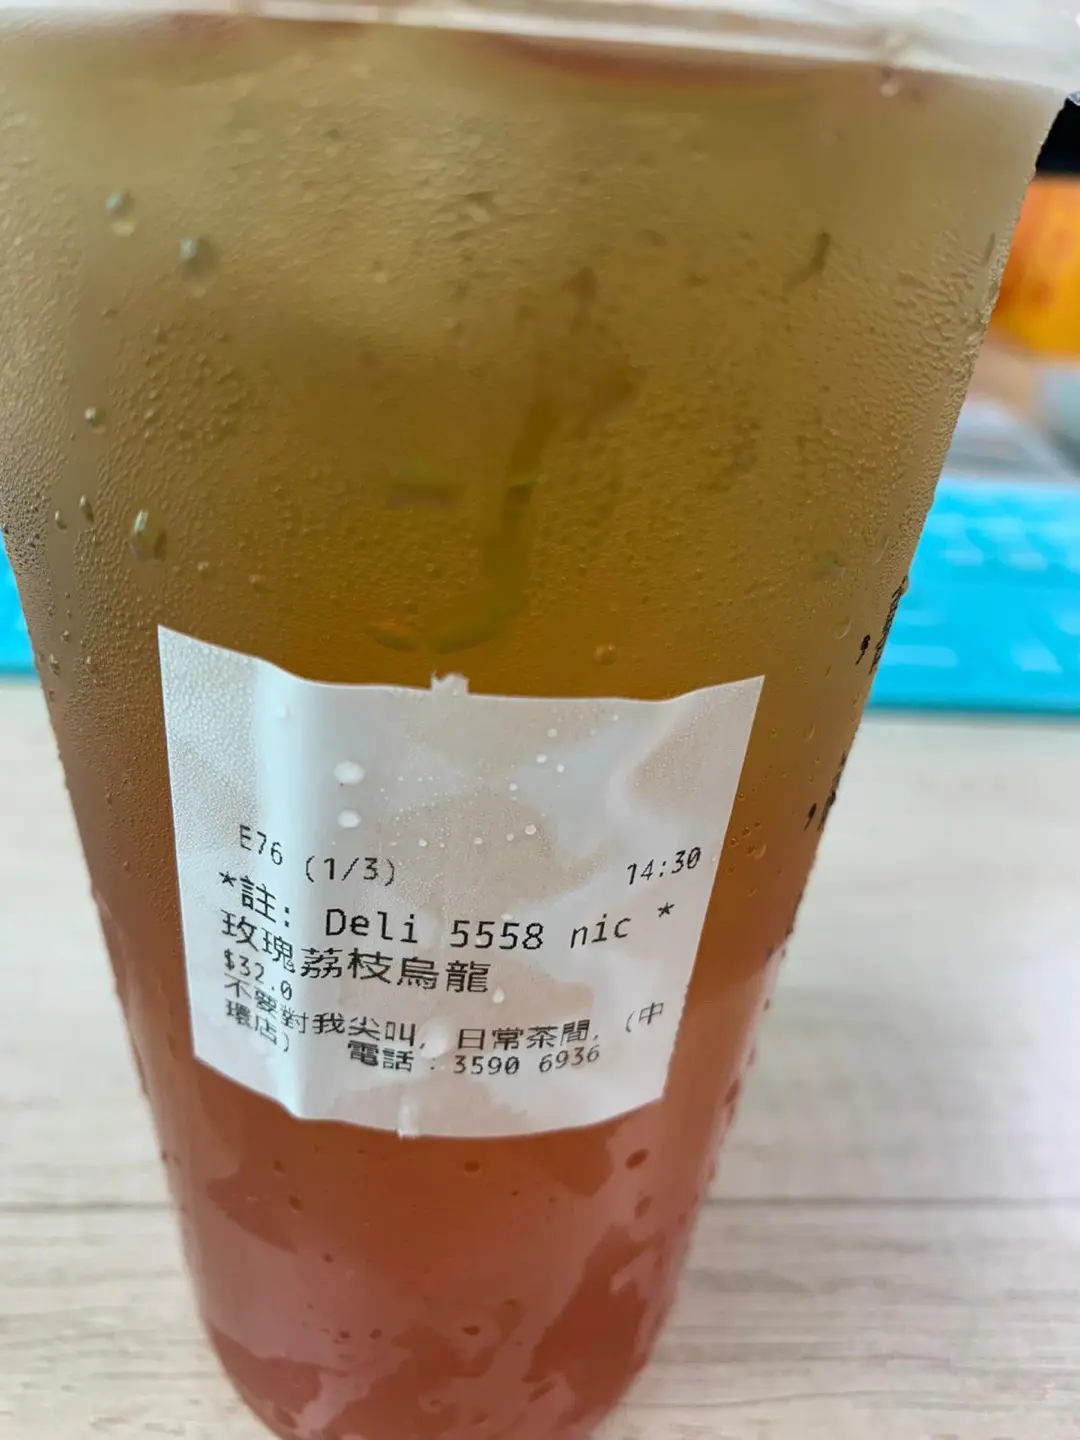 E76 (1/3) 14:30
*註: Deli 5558 nic *
玫瑰荔枝烏龍
$32.0
不要對我尖叫, 日常茶間, (中
環店) 電話: 3590 6936